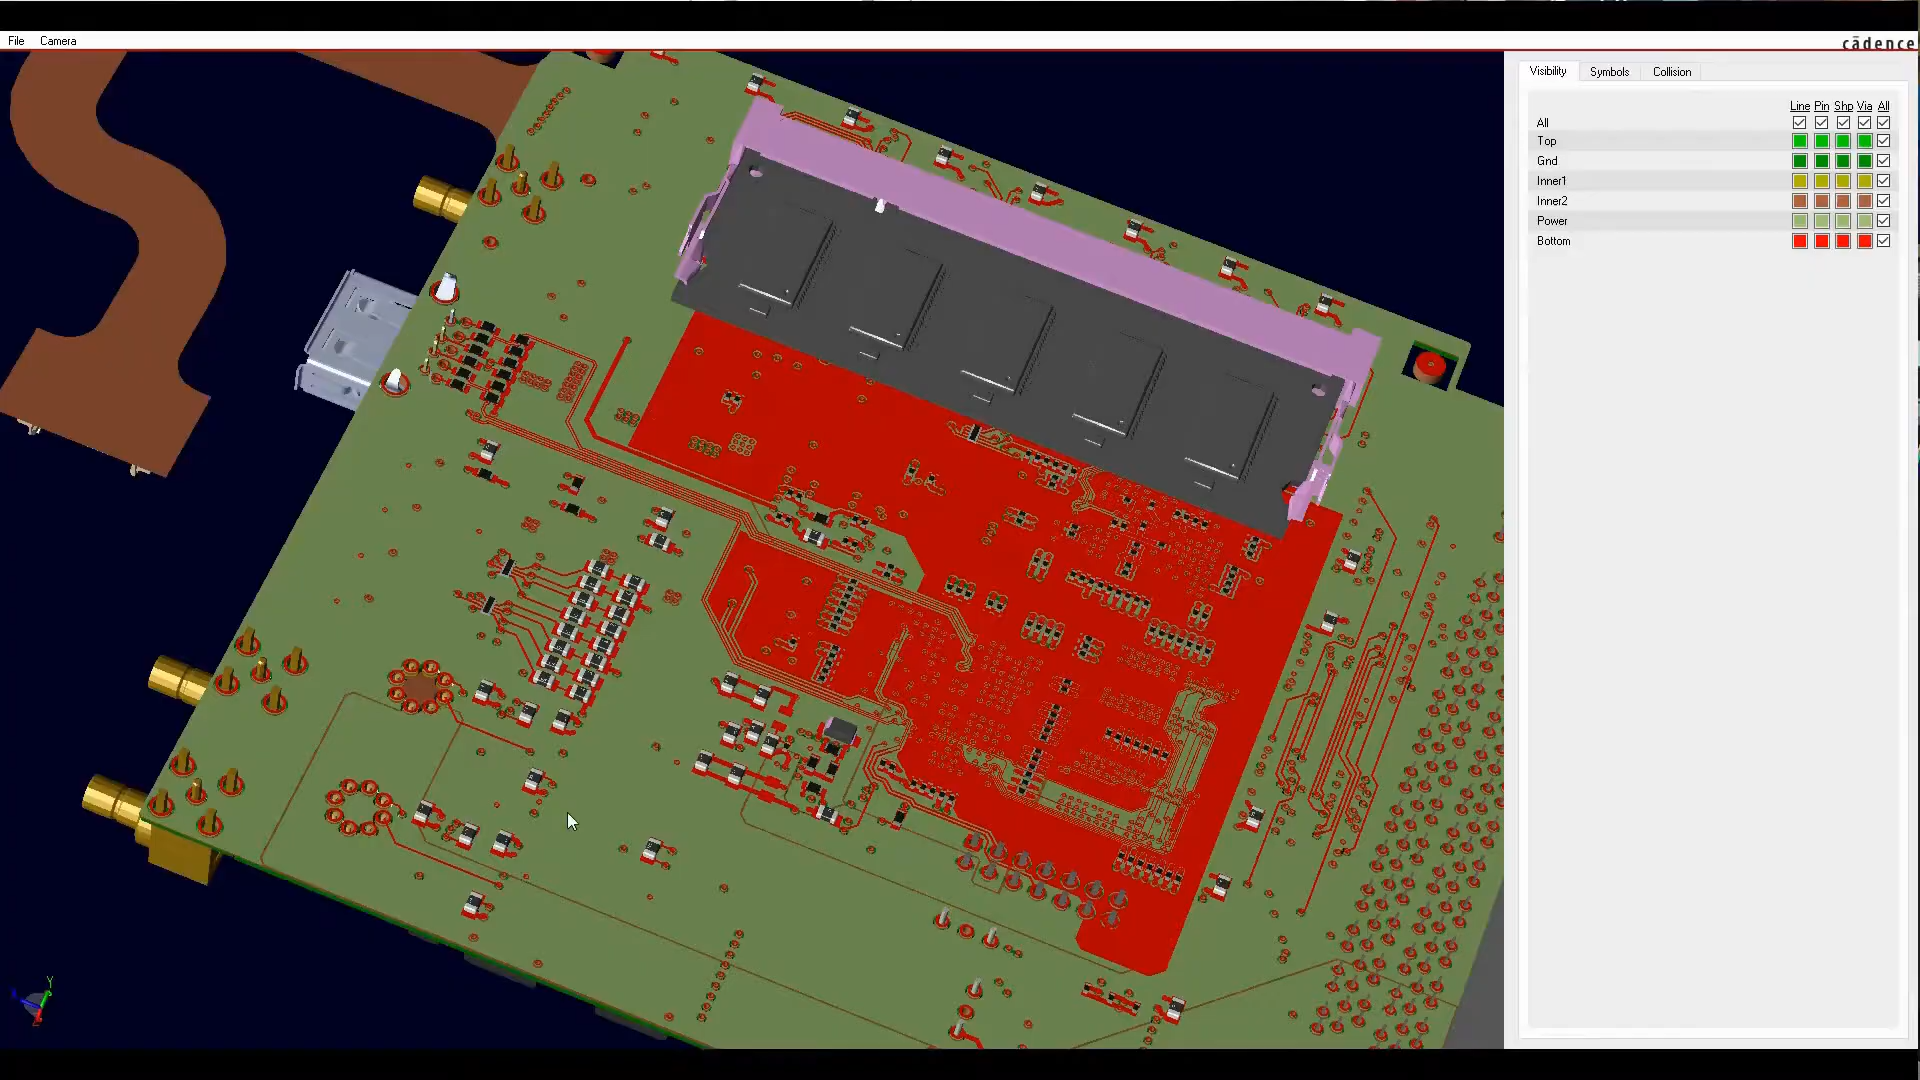 File Camera
cādence
Visibility Symbols Collision
Line Pin Shp Via All
All
Top
Gnd
Inner1
Inner2
Power
Bottom
Y